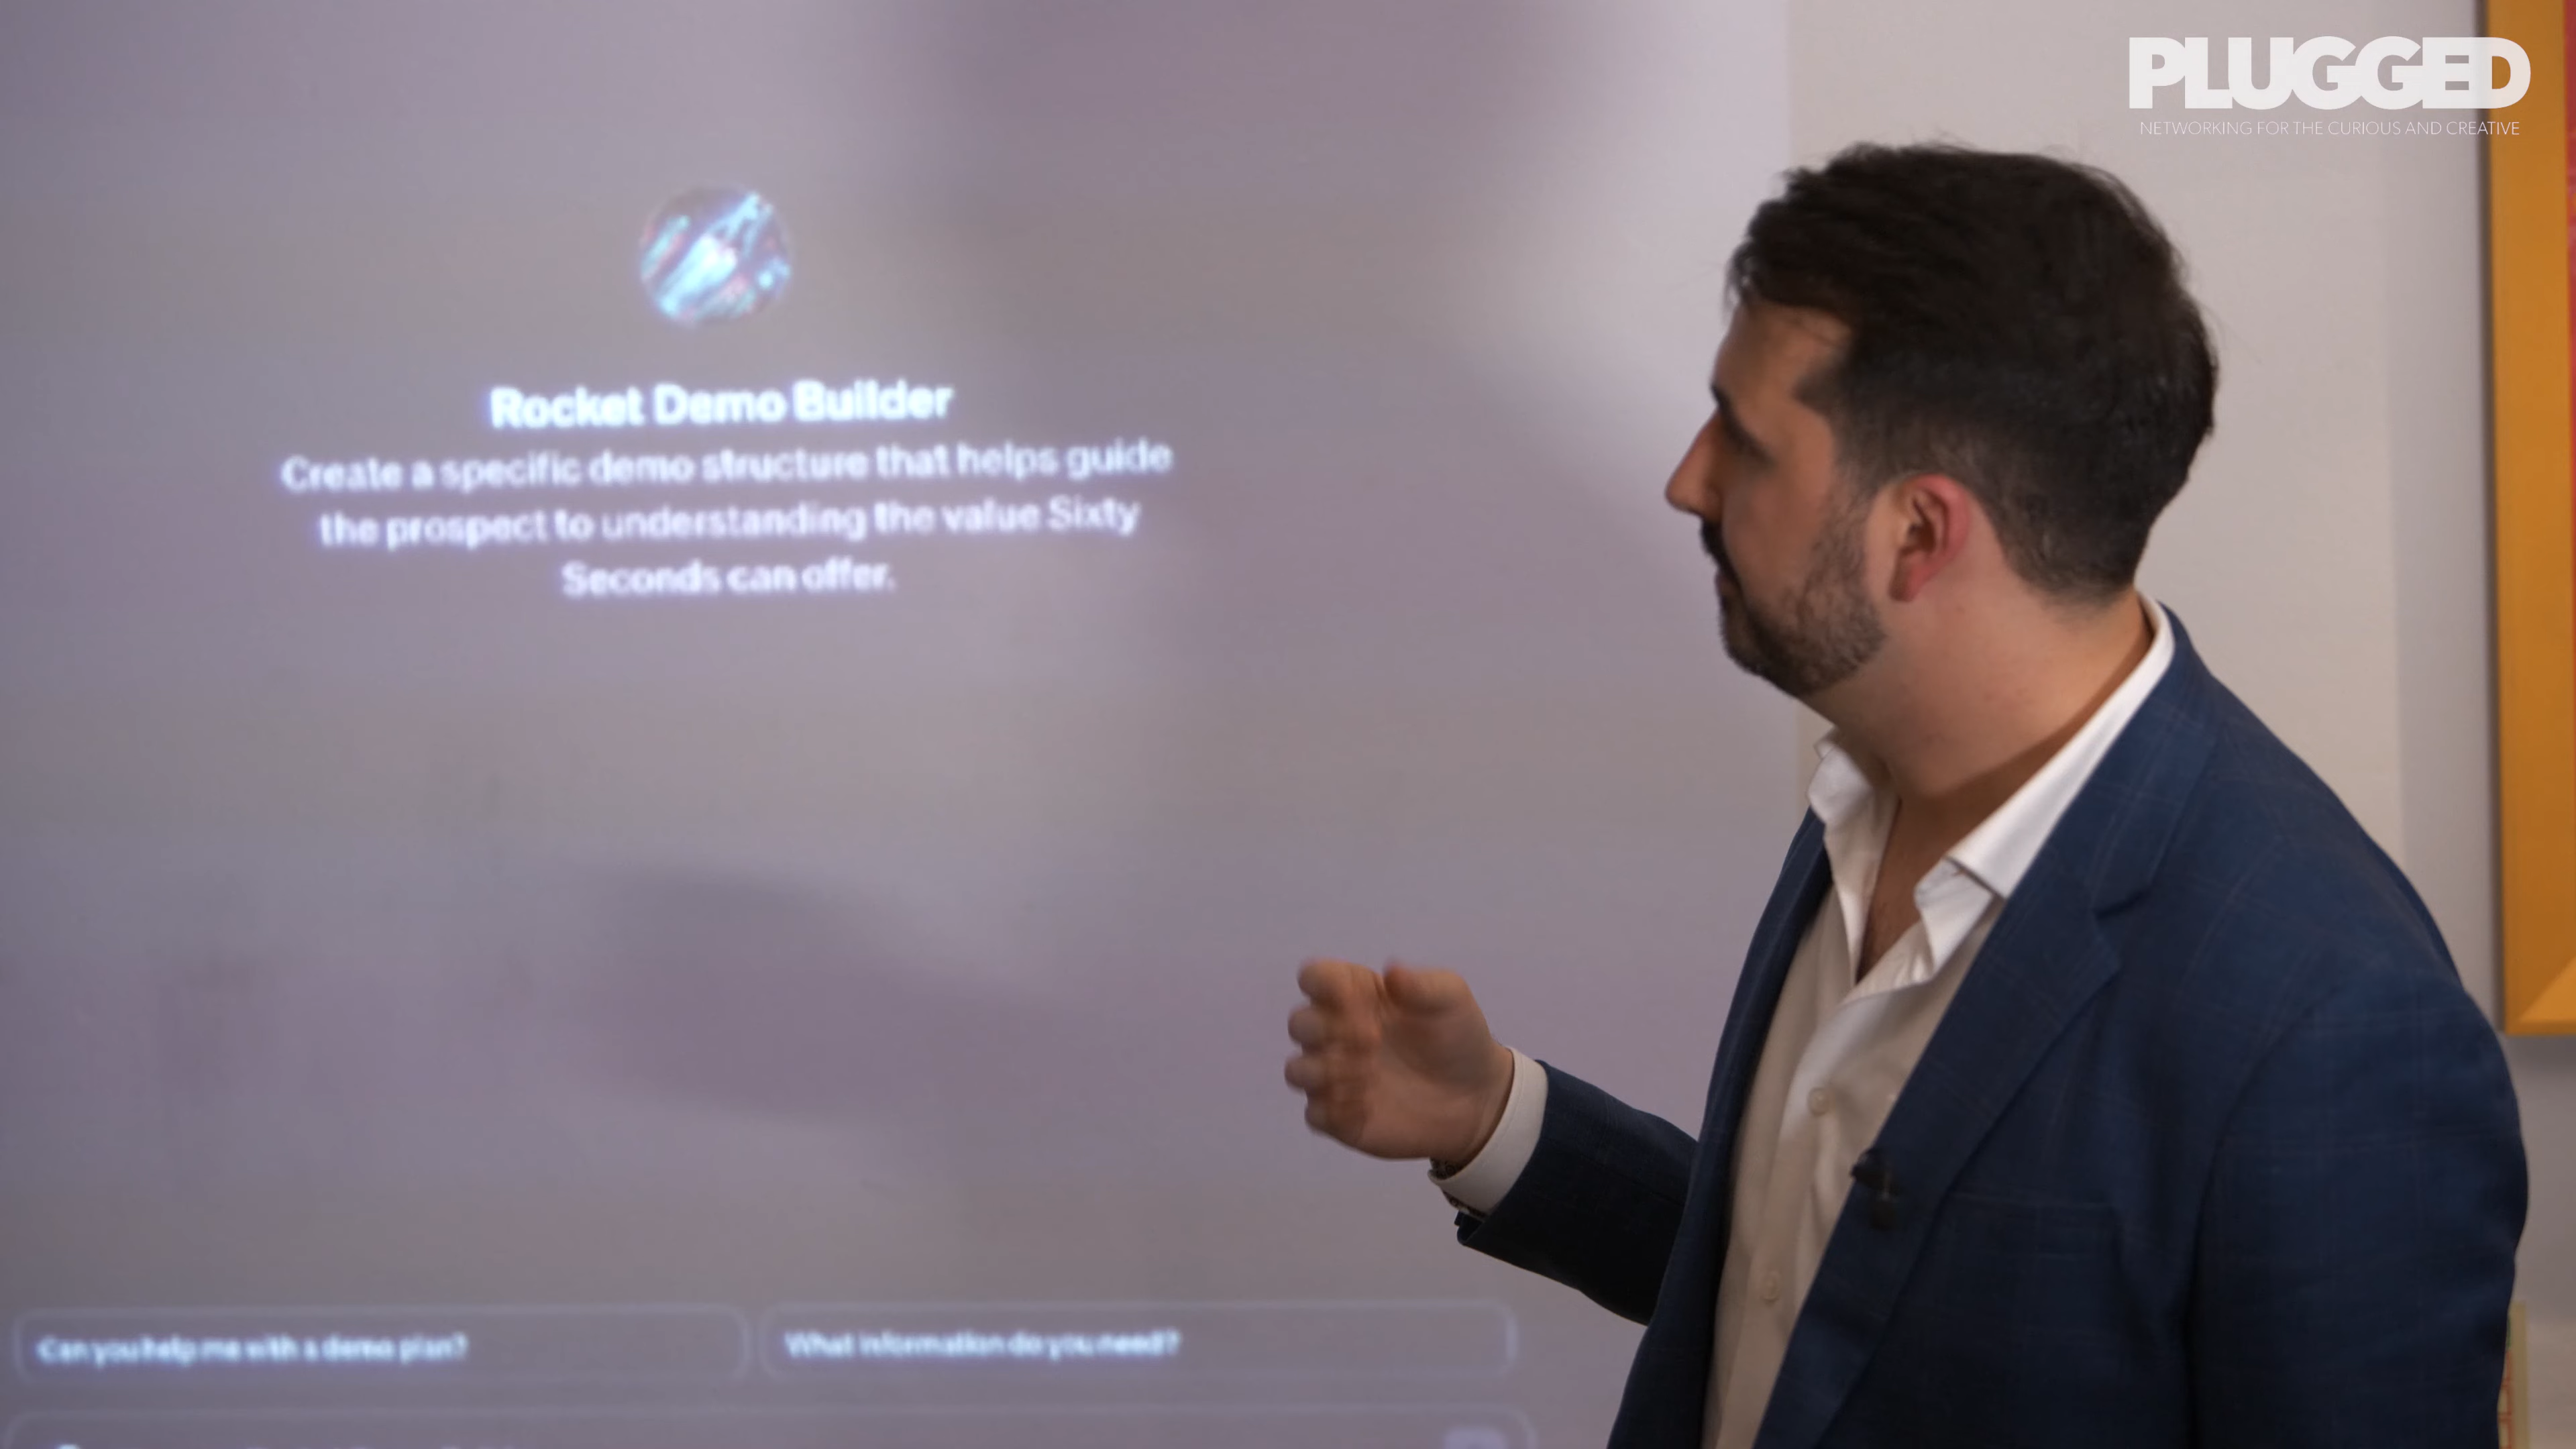 PLUGGED
NETWORKING FOR THE CURIOUS AND CREATIVE
Rocket Demo Builder
Create a specific demo structure that helps guide
the prospect to understanding the value Sixty
Seconds can offer.
Can you help me with a demo plan?
What information do you need?